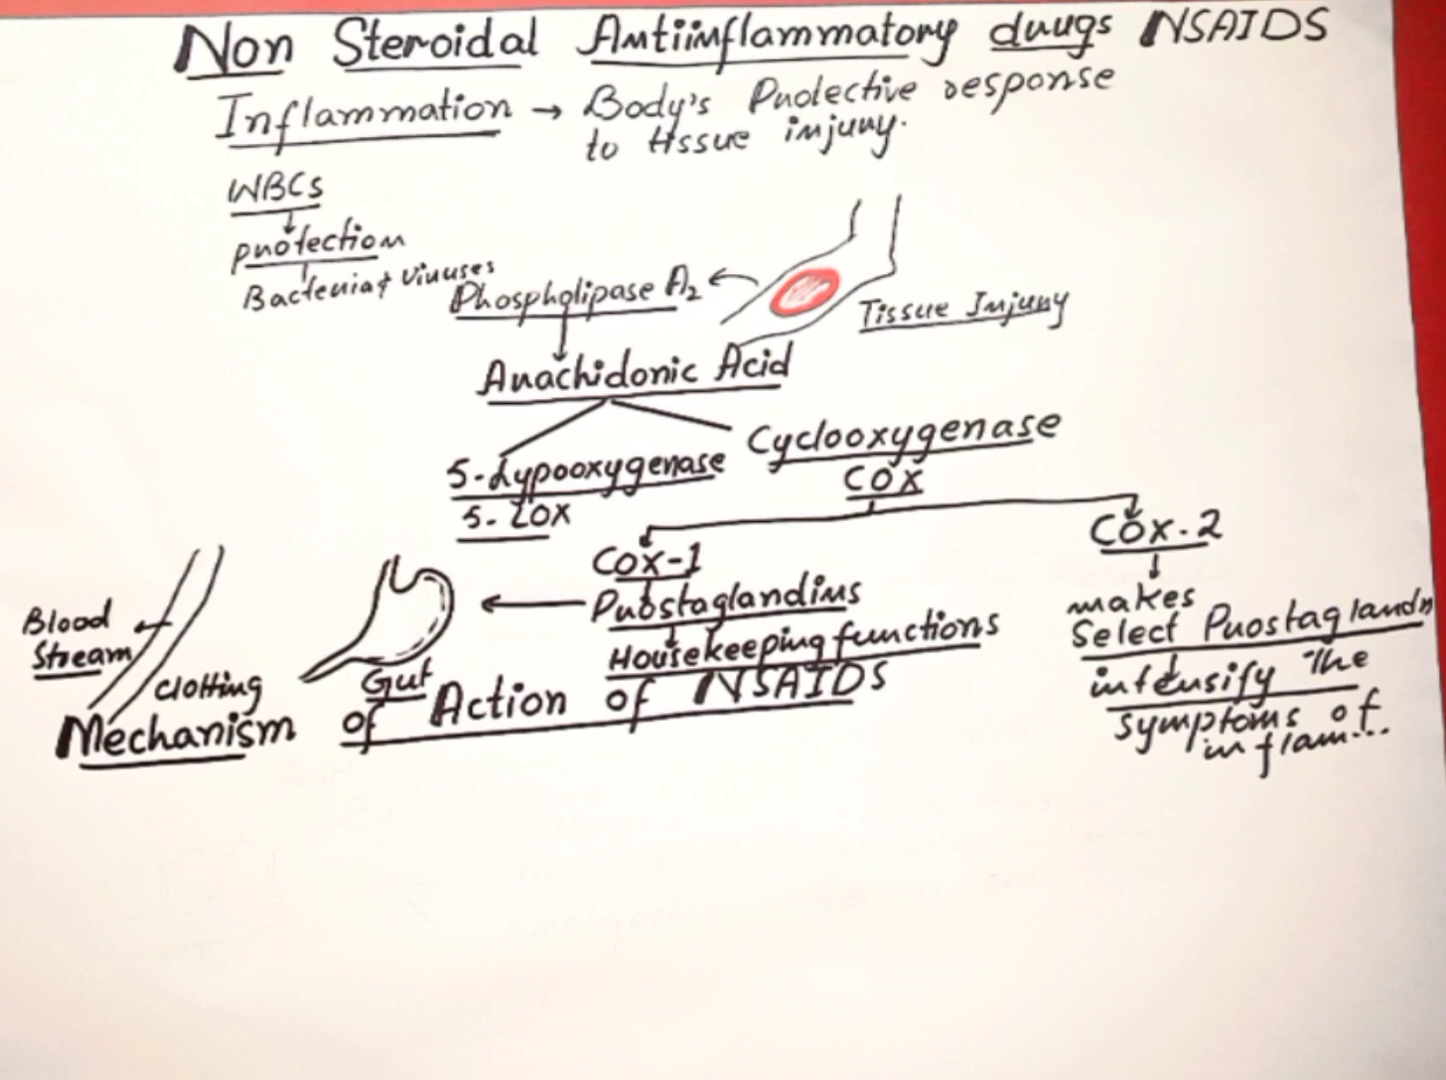 Non Steroidal Antiinflammatory drugs NSAIDS
Inflammation → Body's Protective response
to tissue injury.
WBCs
protection
Bacteria & Viruses
Phospholipase A₂
Tissue Injury
Arachidonic Acid
Cyclooxygenase
COX
5-Lypooxygenase
5-LOX
COX-1
COX-2
Prostaglandins
Housekeeping functions
makes
Select Prostagland
intensify the
symptoms of
inflam...
Blood
Stream
Clotting
Gut
Mechanism of Action of NSAIDS